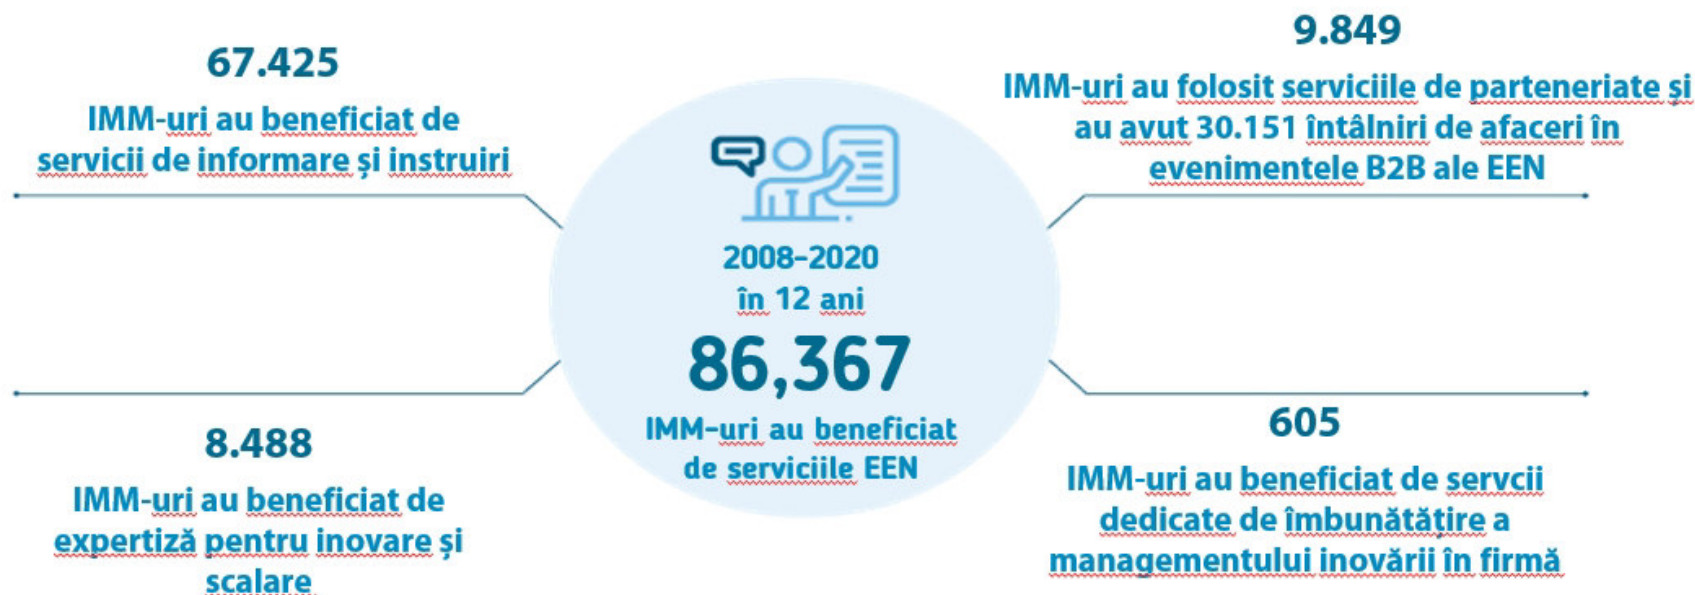 67.425
IMM-uri au beneficiat de
servicii de informare și instruiri
9.849
IMM-uri au folosit serviciile de parteneriate și
au avut 30.151 întâlniri de afaceri în
evenimentele B2B ale EEN
2008-2020
în 12 ani
86,367
IMM-uri au beneficiat
de serviciile EEN
8.488
IMM-uri au beneficiat de
expertiză pentru inovare și
scalare
605
IMM-uri au beneficiat de servcii
dedicate de îmbunătățire a
managementului inovării în firmă